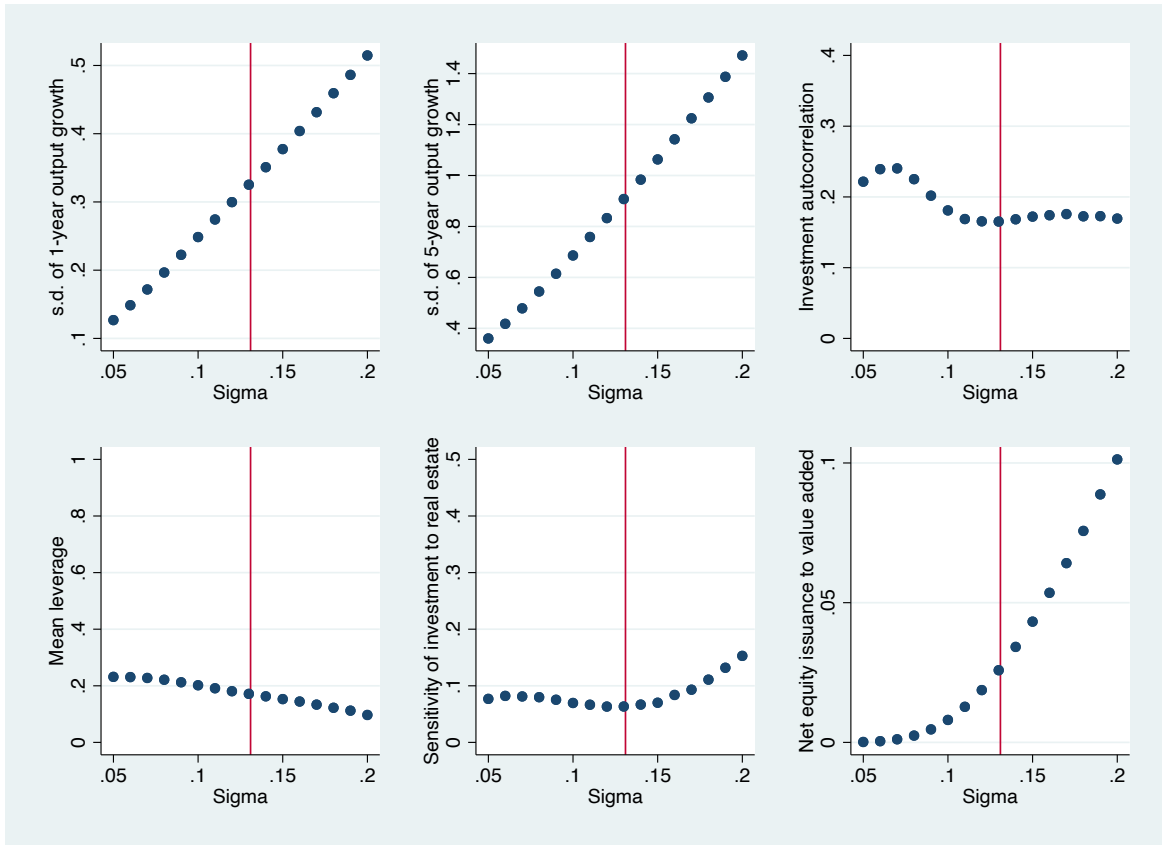 s.d. of 1-year output growth
.5
.4
.3
.2
.1
.05 .1 .15 .2
Sigma
s.d. of 5-year output growth
1.4
1.2
1
.8
.6
.4
.05 .1 .15 .2
Sigma
Investment autocorrelation
.4
.3
.2
.1
0
.05 .1 .15 .2
Sigma
Mean leverage
1
.8
.6
.4
.2
0
.05 .1 .15 .2
Sigma
Sensitivity of investment to real estate
.5
.4
.3
.2
.1
0
.05 .1 .15 .2
Sigma
Net equity issuance to value added
.1
.05
0
.05 .1 .15 .2
Sigma